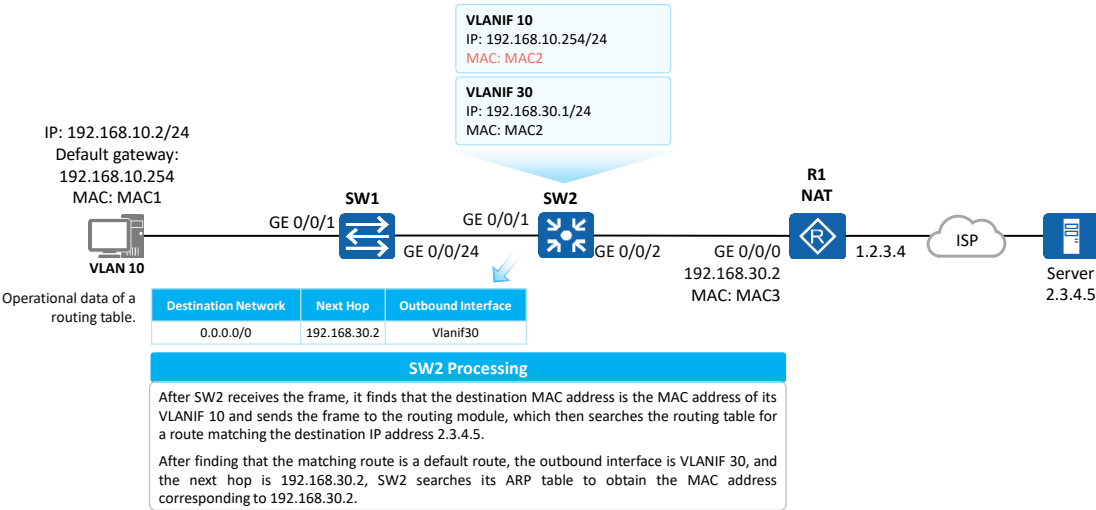 VLANIF 10
IP: 192.168.10.254/24
MAC: MAC2
VLANIF 30
IP: 192.168.30.1/24
MAC: MAC2
IP: 192.168.10.2/24
Default gateway:
192.168.10.254
MAC: MAC1
VLAN 10
GE 0/0/1
SW1
GE 0/0/24
GE 0/0/1
SW2
GE 0/0/2
GE 0/0/0
192.168.30.2
MAC: MAC3
R1
NAT
R
1.2.3.4
ISP
Server
2.3.4.5
Operational data of a
routing table.
Destination Network Next Hop Outbound Interface
0.0.0.0/0 192.168.30.2 Vlanif30
SW2 Processing
After SW2 receives the frame, it finds that the destination MAC address is the MAC address of its
VLANIF 10 and sends the frame to the routing module, which then searches the routing table for
a route matching the destination IP address 2.3.4.5.
After finding that the matching route is a default route, the outbound interface is VLANIF 30, and
the next hop is 192.168.30.2, SW2 searches its ARP table to obtain the MAC address
corresponding to 192.168.30.2.